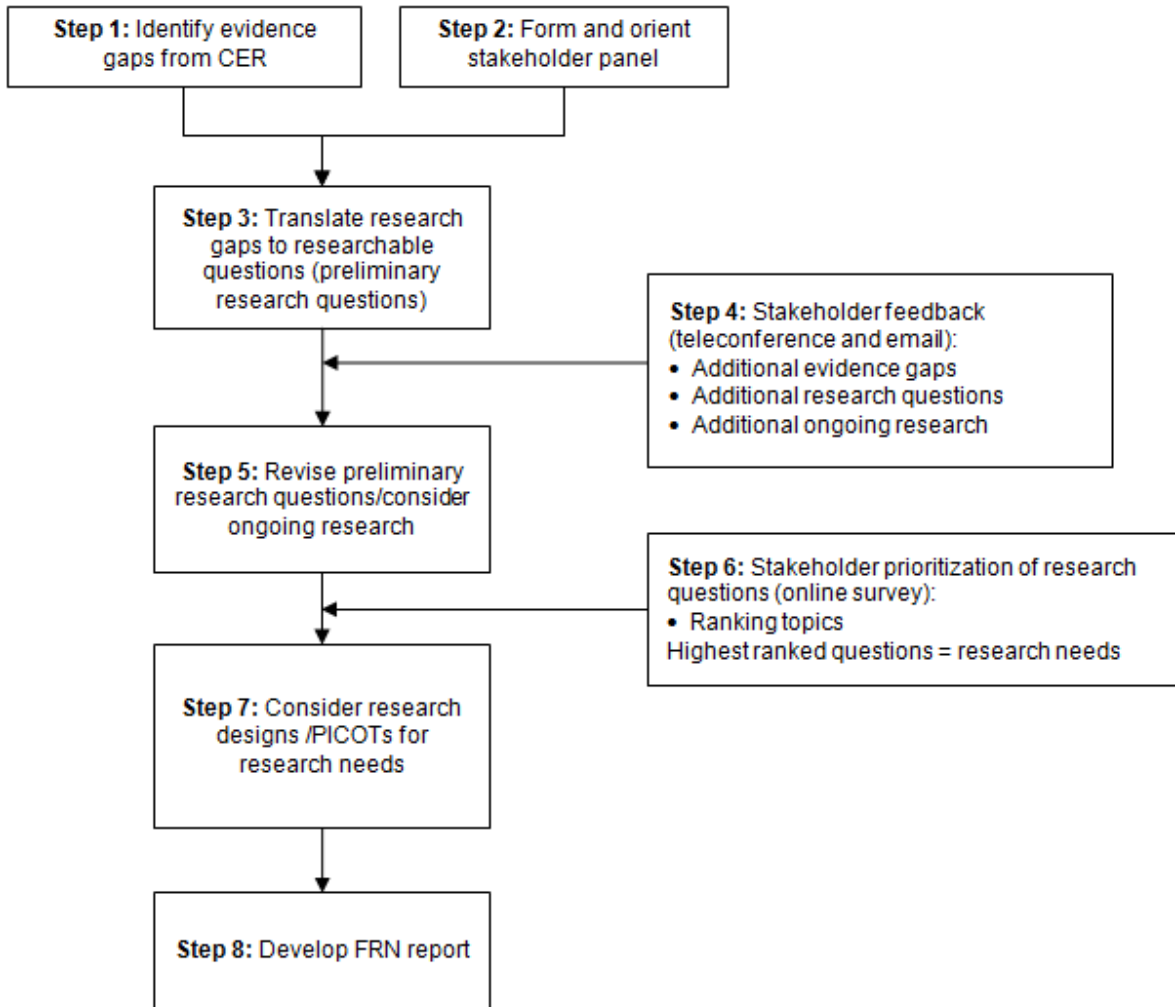 Step 1: Identify evidence
gaps from CER
Step 2: Form and orient
stakeholder panel
Step 3: Translate research
gaps to researchable
questions (preliminary
research questions)
Step 4: Stakeholder feedback
(teleconference and email):
• Additional evidence gaps
• Additional research questions
• Additional ongoing research
Step 5: Revise preliminary
research questions/consider
ongoing research
Step 6: Stakeholder prioritization of research
questions (online survey):
• Ranking topics
Highest ranked questions = research needs
Step 7: Consider research
designs /PICOTs for
research needs
Step 8: Develop FRN report